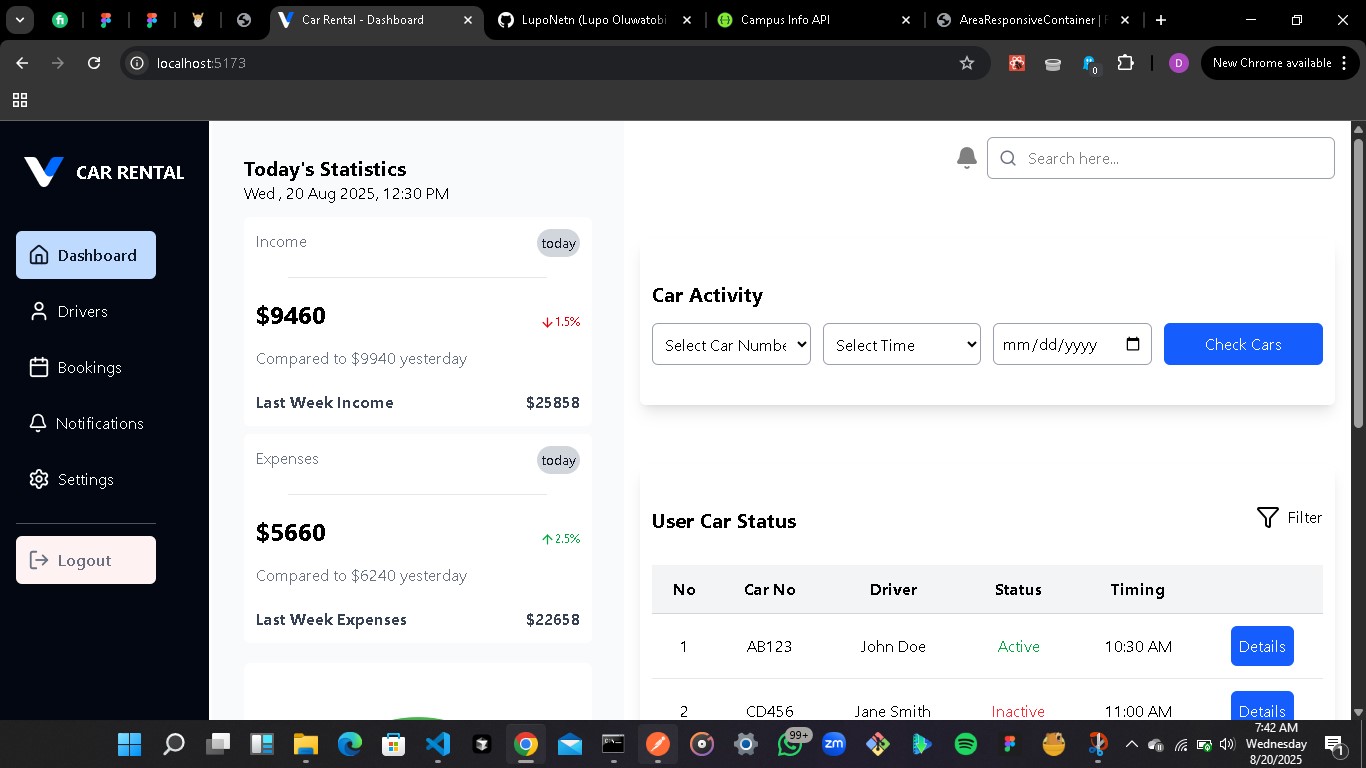 Car Rental - Dashboard
LupoNetn (Lupo Oluwatobi
Campus Info API
AreaResponsiveContainer |
localhost:5173
0
D
New Chrome available
CAR RENTAL
Dashboard
Drivers
Bookings
Notifications
Settings
Logout
Today's Statistics
Wed , 20 Aug 2025, 12:30 PM
Income
today
$9460
1.5%
Compared to $9940 yesterday
Last Week Income
$25858
Expenses
today
$5660
2.5%
Compared to $6240 yesterday
Last Week Expenses
$22658
Search here...
Car Activity
Select Car Numbe
Select Time
mm/dd/yyyy
Check Cars
User Car Status
Filter
No Car No Driver Status Timing
1 AB123 John Doe Active 10:30 AM Details
2 CD456 Jane Smith Inactive 11:00 AM Details
99+
zm
7:42 AM
Wednesday
8/20/2025
1